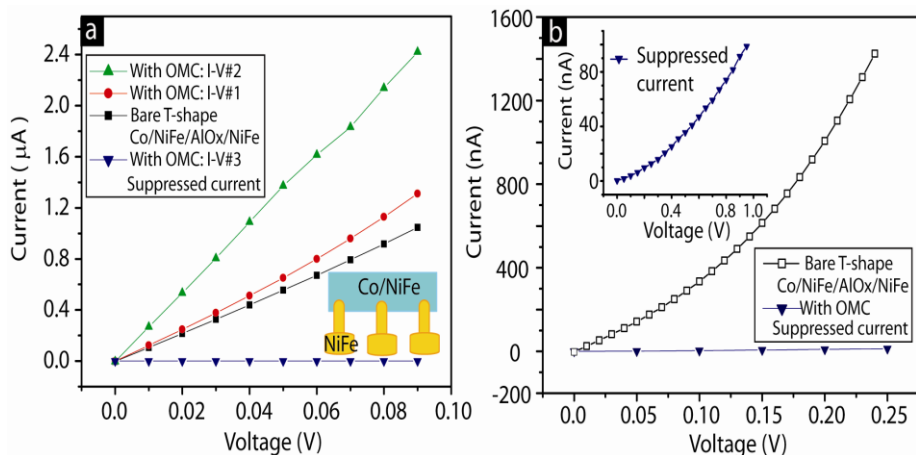 a
2.4
2.0
1.6
1.2
0.8
0.4
0.0
Current ( μA)
With OMC: I-V#2
With OMC: I-V#1
Bare T-shape
Co/NiFe/AlOx/NiFe
With OMC: I-V#3
Suppressed current
Co/NiFe
NiFe
0.0 0.02 0.04 0.06 0.08 0.10
Voltage (V)
b
1600
1400
1200
800
400
0
-200
Current (nA)
80
40
0
Current (nA)
Suppressed
current
0.0 0.4 0.8 1.0
Voltage (V)
Bare T-shape
Co/NiFe/AlOx/NiFe
With OMC
Suppressed current
0.0 0.05 0.10 0.15 0.20 0.25
Voltage (V)